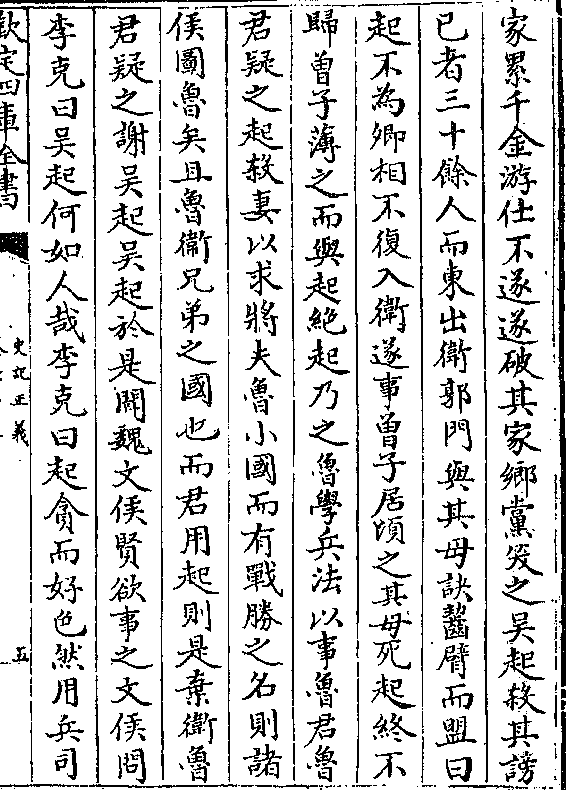 家累千金游仕不遂遂破其家鄉黨笑之吳起殺其謗
已者三十餘人而東出衛郭門與其母訣齧臂而盟曰
起不為卿相不復入衛遂事曾子居頃之其母死起終不
歸曾子薄之而與起絶起乃之魯學兵法以事魯君魯
君疑之起殺妻以求將夫魯小國而有戰勝之名則諸
侯圖魯矣且魯衛兄弟之國也而君用起則是棄衛魯
君疑之謝吳起吳起於是聞魏文侯賢欲事之文侯問
李克曰吳起何如人哉李克曰起貪而好色然用兵司
欽定四庫全書
史記正義
五